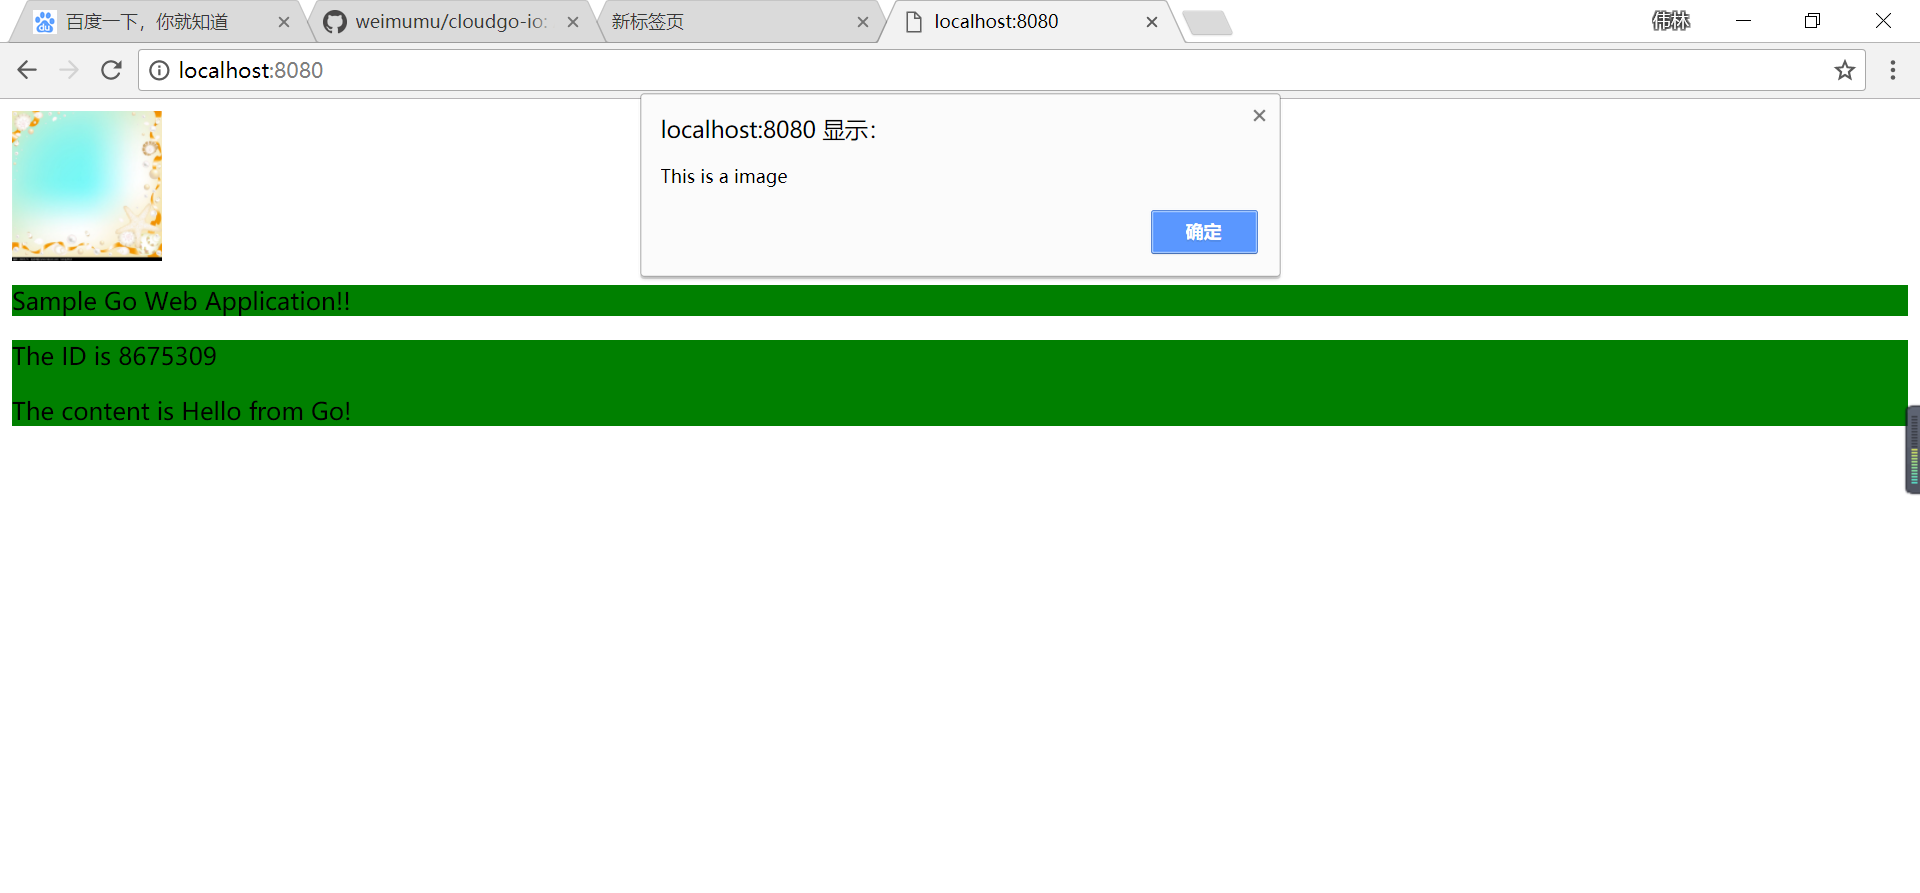 百度一下，你就知道
weimumu/cloudgo-io:
新标签页
localhost:8080
伟林
localhost:8080
localhost:8080 显示：
This is a image
确定
Sample Go Web Application!!
The ID is 8675309
The content is Hello from Go!